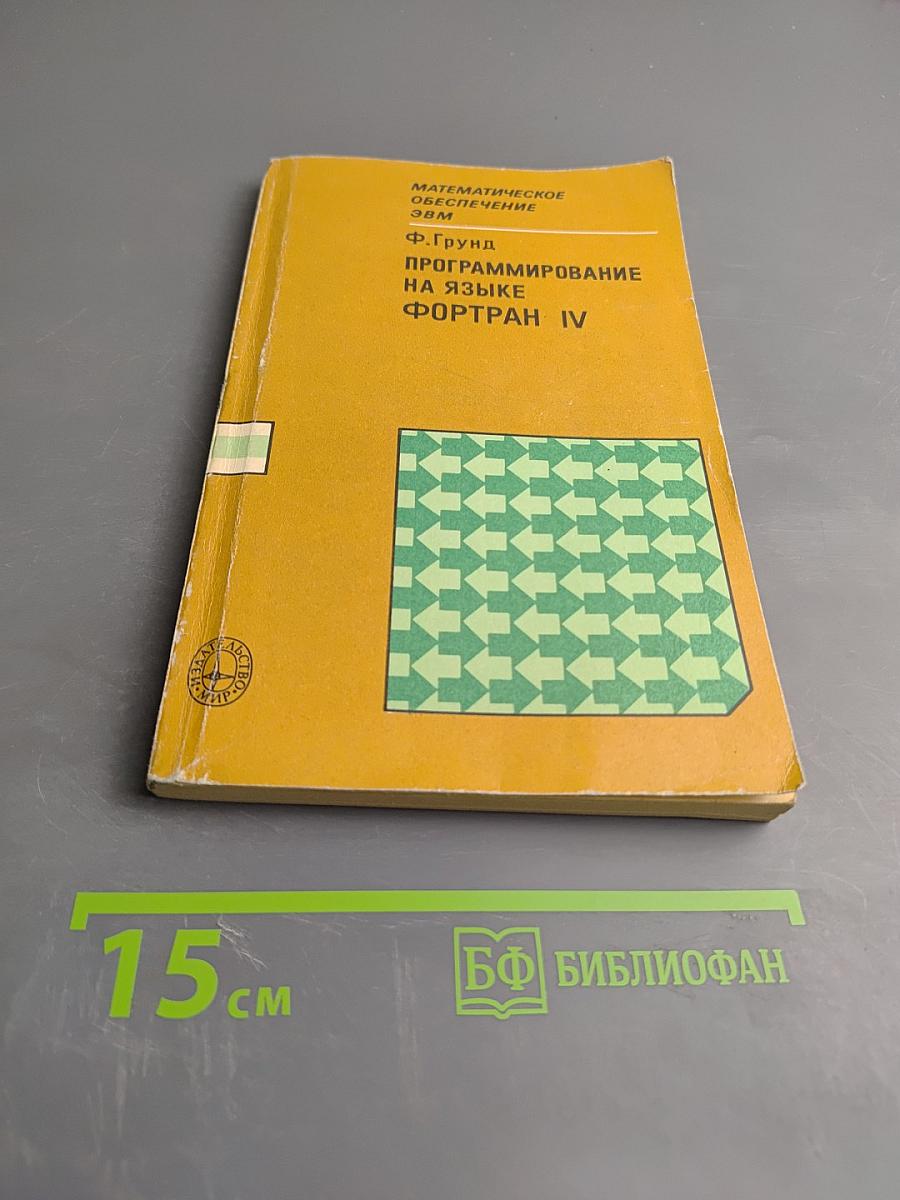 МАТЕМАТИЧЕСКОЕ
ОБЕСПЕЧЕНИЕ
ЭВМ
Ф.Грунд
ПРОГРАММИРОВАНИЕ
НА ЯЗЫКЕ
ФОРТРАН IV
ИЗДАТЕЛЬСТВО
·МИР·
15 см
БФ БИБЛИОФАН